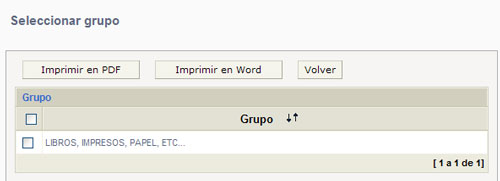 Seleccionar grupo
Imprimir en PDF Imprimir en Word Volver
Grupo
Grupo
LIBROS, IMPRESOS, PAPEL, ETC...
[ 1 a 1 de 1]